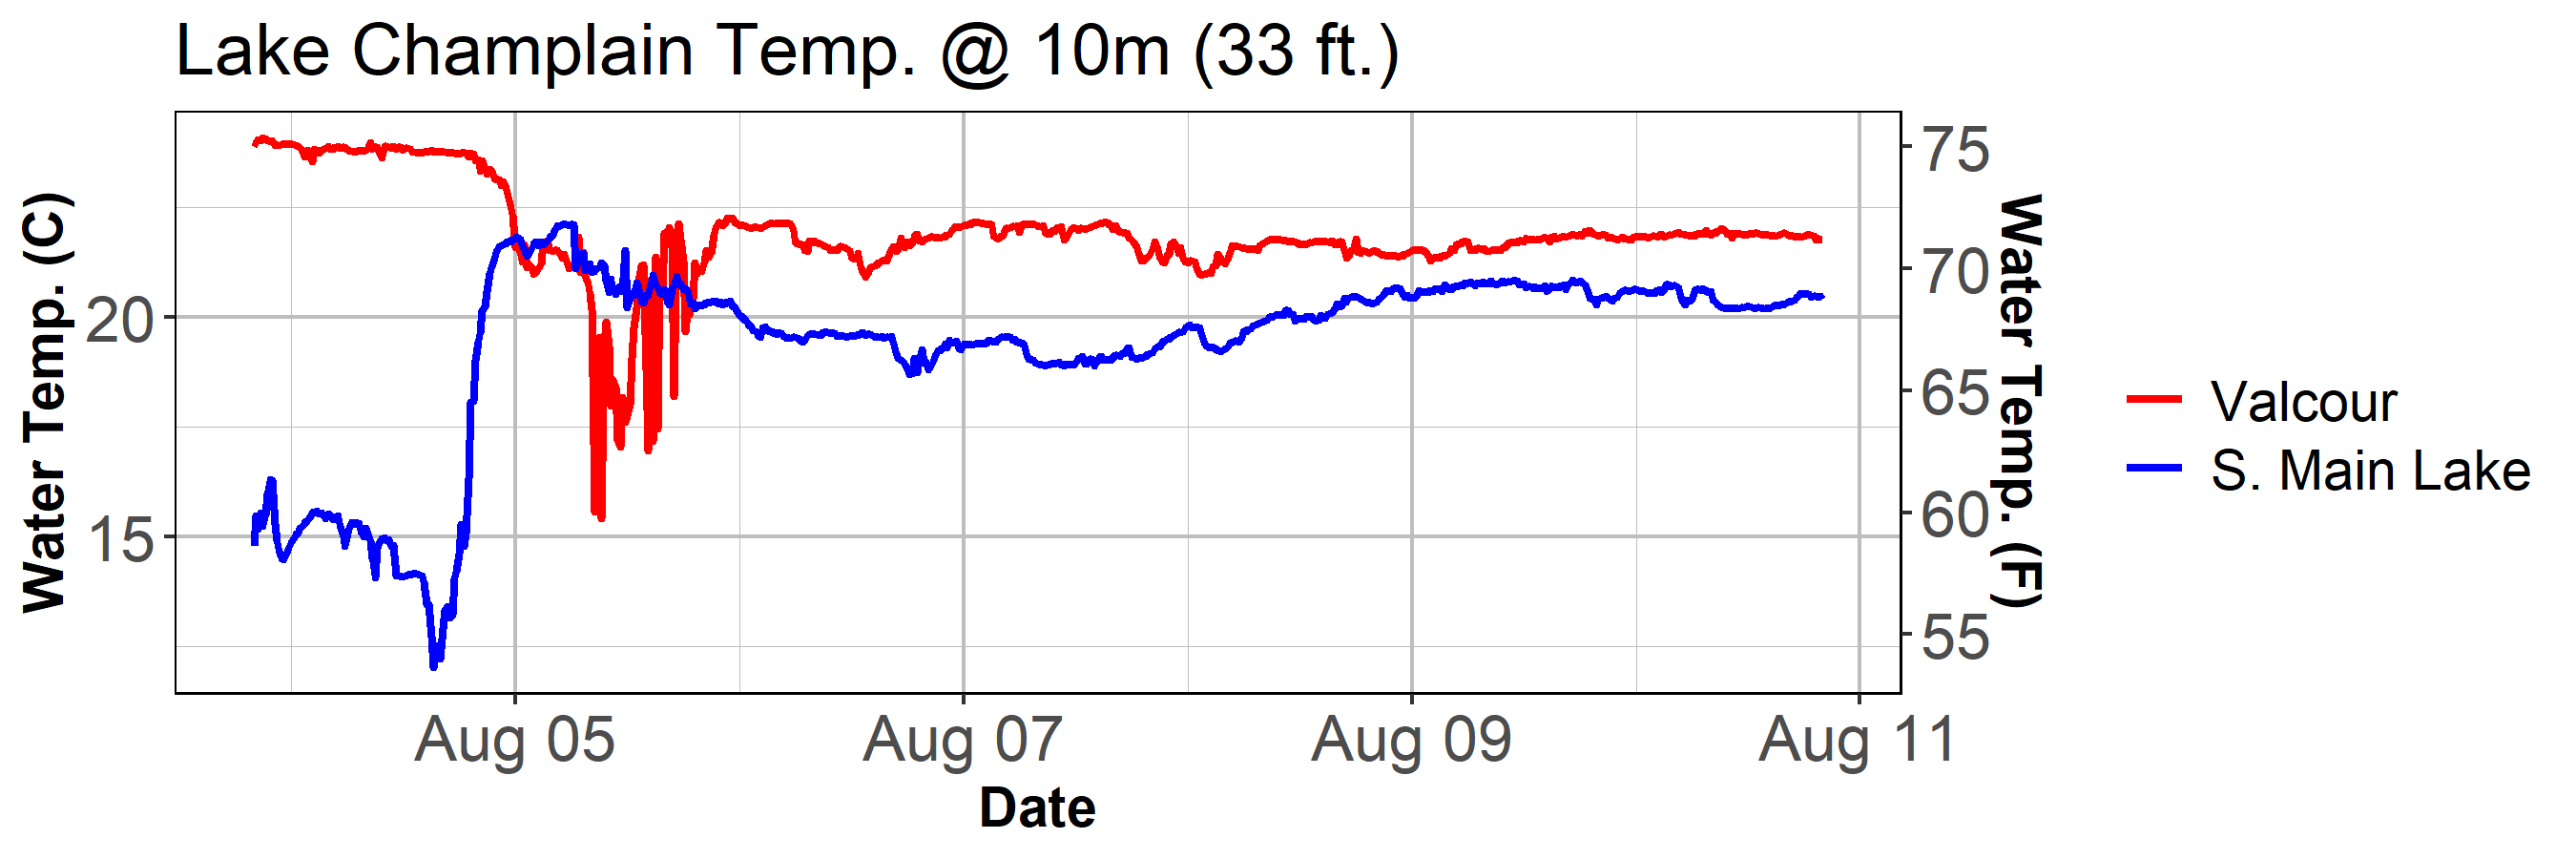 Lake Champlain Temp. @ 10m (33 ft.)
Water Temp. (C)
20
15
75
70
65
60
55
Water Temp. (F)
Valcour
S. Main Lake
Aug 05
Aug 07
Aug 09
Aug 11
Date